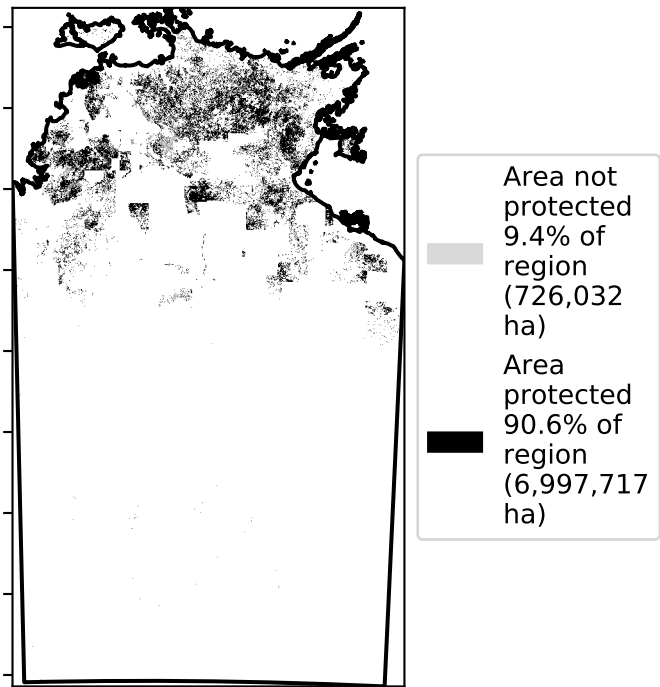 Area not
protected
9.4% of
region
(726,032
ha)
Area
protected
90.6% of
region
(6,997,717
ha)